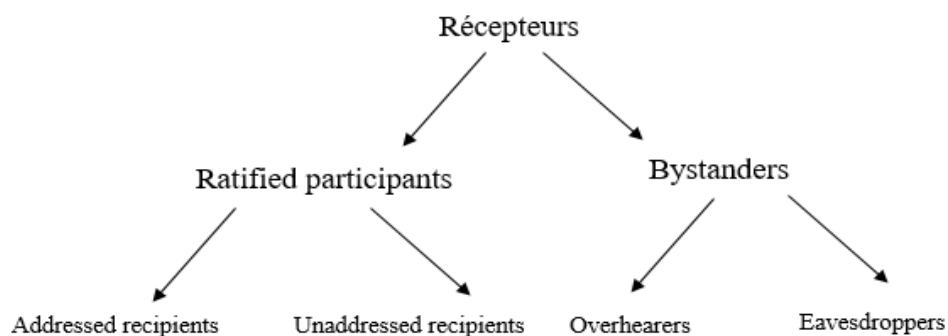 Récepteurs
Ratified participants
Bystanders
Addressed recipients
Unaddressed recipients
Overhearers
Eavesdroppers